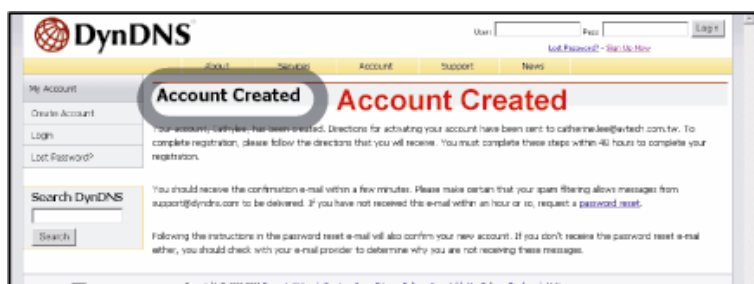 DynDNS
User: Pass: Login
Lost Password? - Sign Up Now
About Services Account Support News
My Account
Create Account
Login
Lost Password?
Search DynDNS
Search
Account Created
Account Created
Your account, Cathylee, has been created. Directions for activating your account have been sent to catherine.lee@avtech.com.tw. To
complete registration, please follow the directions that you will receive. You must complete these steps within 48 hours to complete your
registration.
You should receive the confirmation e-mail within a few minutes. Please make certain that your spam filtering allows messages from
support@dyndns.com to be delivered. If you have not received this e-mail within an hour or so, request a password reset.
Following the instructions in the password reset e-mail will also confirm your new account. If you don't receive the password reset e-mail
either, you should check with your e-mail provider to determine why you are not receiving these messages.